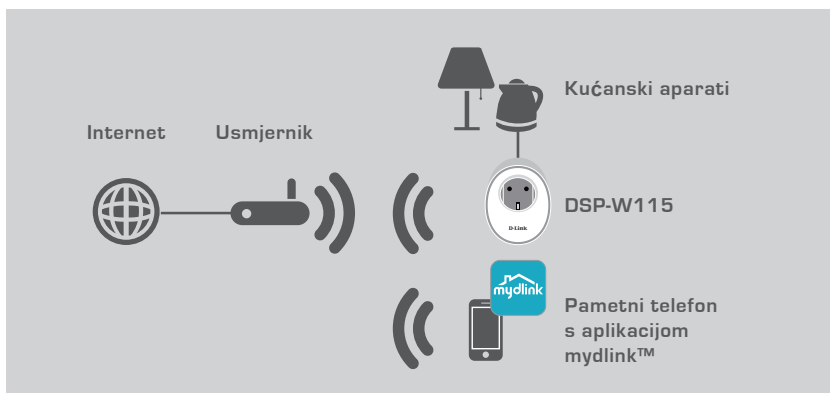 Kućanski aparati
Internet
Usmjernik
DSP-W115
D-Link
mydlink
Pametni telefon
s aplikacijom
mydlink™